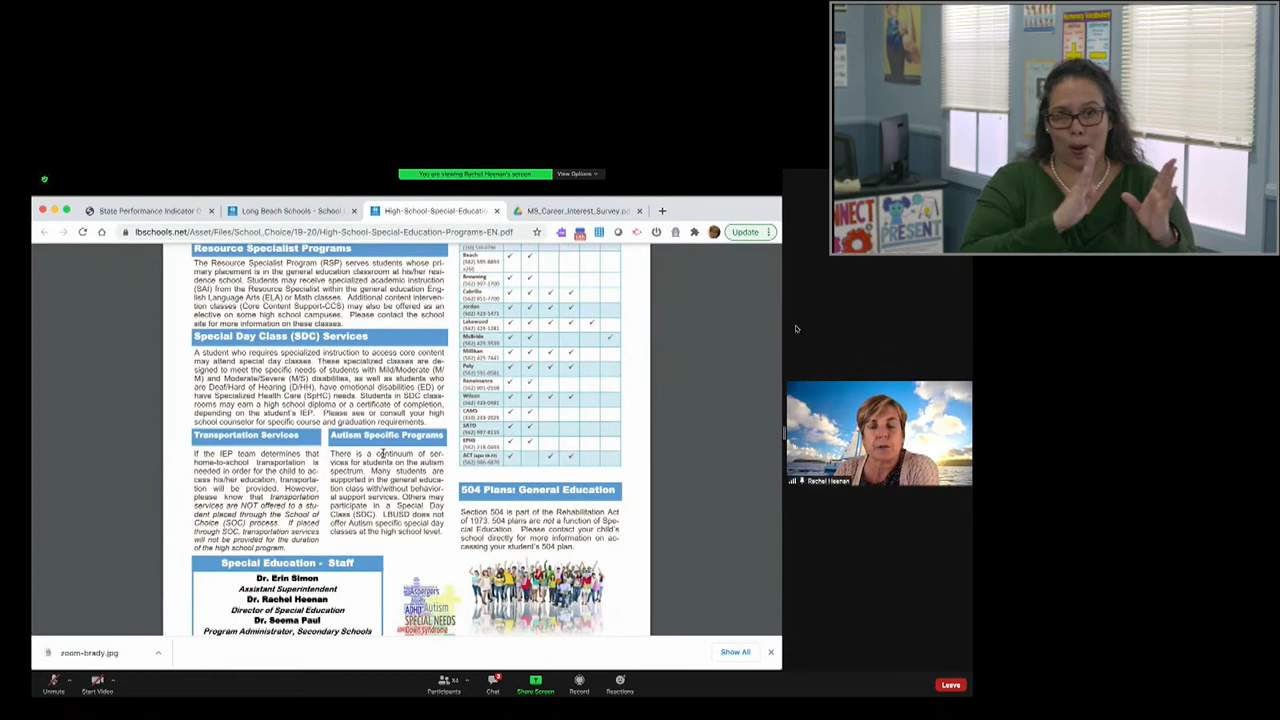 Numeracy Vocabulary
CONNECT
BE
PRESENT
You are viewing Rachel Heenan's screen
View Options
State Performance Indicator
Long Beach Schools - School
High-School-Special-Educatio
MS_Career_Interest_Survey.pd
lbschools.net/Asset/Files/School_Choice/19-20/High-School-Special-Education-Programs-EN.pdf
Update
Resource Specialist Programs
The Resource Specialist Program (RSP) serves students whose pri-
mary placement is in the general education classroom at his/her resi-
dence school. Students may receive specialized academic instruction
(SAI) from the Resource Specialist within the general education Eng-
lish Language Arts (ELA) or Math classes. Additional content interven-
tion classes (Core Content Support-CCS) may also be offered as an
elective on some high school campuses. Please contact the school
site for more information on these classes.
Special Day Class (SDC) Services
A student who requires specialized instruction to access core content
may attend special day classes. These specialized classes are de-
signed to meet the specific needs of students with Mild/Moderate (M/
M) and Moderate/Severe (M/S) disabilities, as well as students who
are Deaf/Hard of Hearing (D/HH), have emotional disabilities (ED) or
have Specialized Health Care (SpHC) needs. Students in SDC class-
rooms may earn a high school diploma or a certificate of completion,
depending on the student's IEP. Please see or consult your high
school counselor for specific course and graduation requirements.
Transportation Services
If the IEP team determines that
home-to-school transportation is
needed in order for the child to ac-
cess his/her education, transporta-
tion will be provided. However,
please know that transportation
services are NOT offered to a stu-
dent placed through the School of
Choice (SOC) process. If placed
through SOC, transportation services
will not be provided for the duration
of the high school program.
Autism Specific Programs
There is a continuum of ser-
vices for students on the autism
spectrum. Many students are
supported in the general educa-
tion class with/without behavior-
al support services. Others may
participate in a Special Day
Class (SDC). LBUSD does not
offer Autism specific special day
classes at the high school level.
Special Education - Staff
Dr. Erin Simon
Assistant Superintendent
Dr. Rachel Heenan
Director of Special Education
Dr. Seema Paul
Program Administrator, Secondary Schools
Beach
Browning
Cabrillo
Jordan
Lakewood
McBride
Millikan
Poly
Renaissance
Wilson
CAMS
SATO
EPHS
ACT
504 Plans: General Education
Section 504 is part of the Rehabilitation Act
of 1973. 504 plans are not a function of Spe-
cial Education. Please contact your child's
school directly for more information on ac-
cessing your student's 504 plan.
Aspergers
ADHD Autism
SPECIAL NEEDS
Down syndrome
Rachel Heenan
zoom-brady.jpg
Show All
Unmute
Start Video
Participants
34
Chat
Share Screen
Record
Reactions
Leave